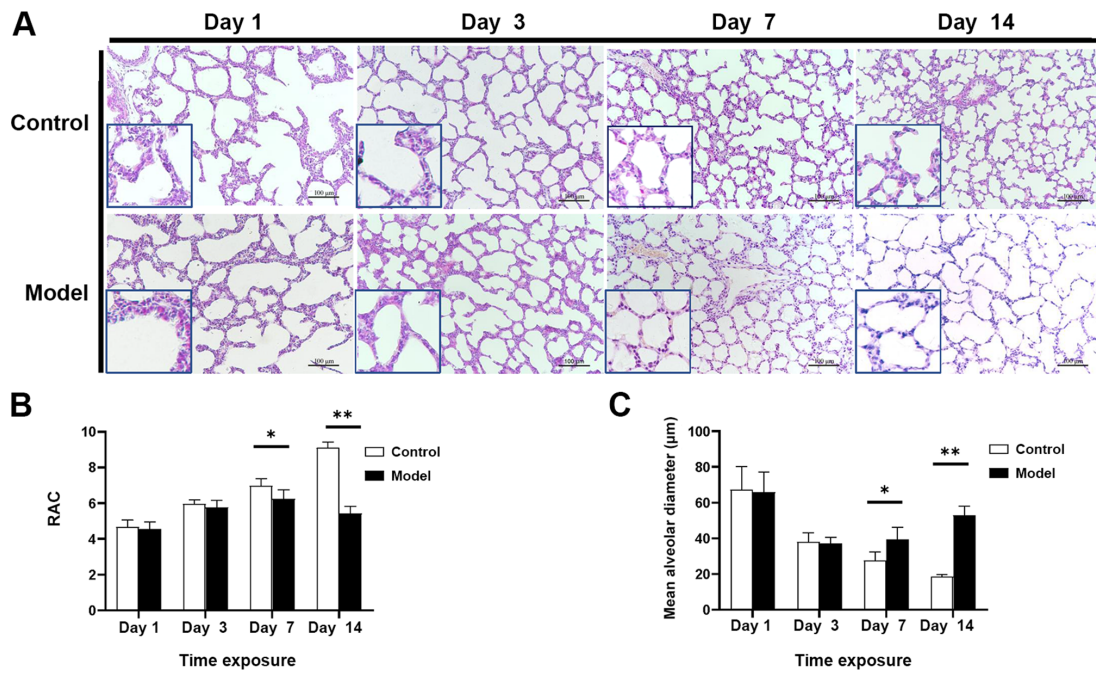 A
Day 1
Day 3
Day 7
Day 14
Control
100 μm
100 μm
100 μm
100 μm
Model
100 μm
100 μm
100 μm
100 μm
B
RAC
10
8
6
4
2
0
*
**
Control
Model
Day 1
Day 3
Day 7
Day 14
Time exposure
C
Mean alveolar diameter (μm)
100
80
60
40
20
0
*
**
Control
Model
Day 1
Day 3
Day 7
Day 14
Time exposure